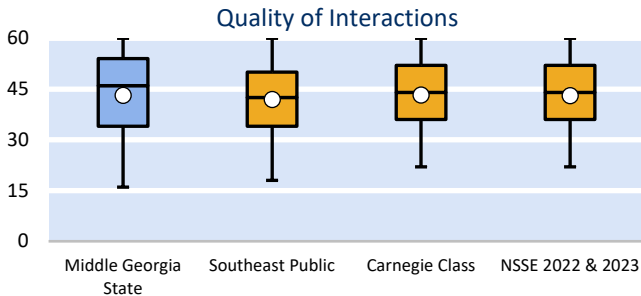 Quality of Interactions
60
45
30
15
0
Middle Georgia
State
Southeast Public
Carnegie Class
NSSE 2022 & 2023